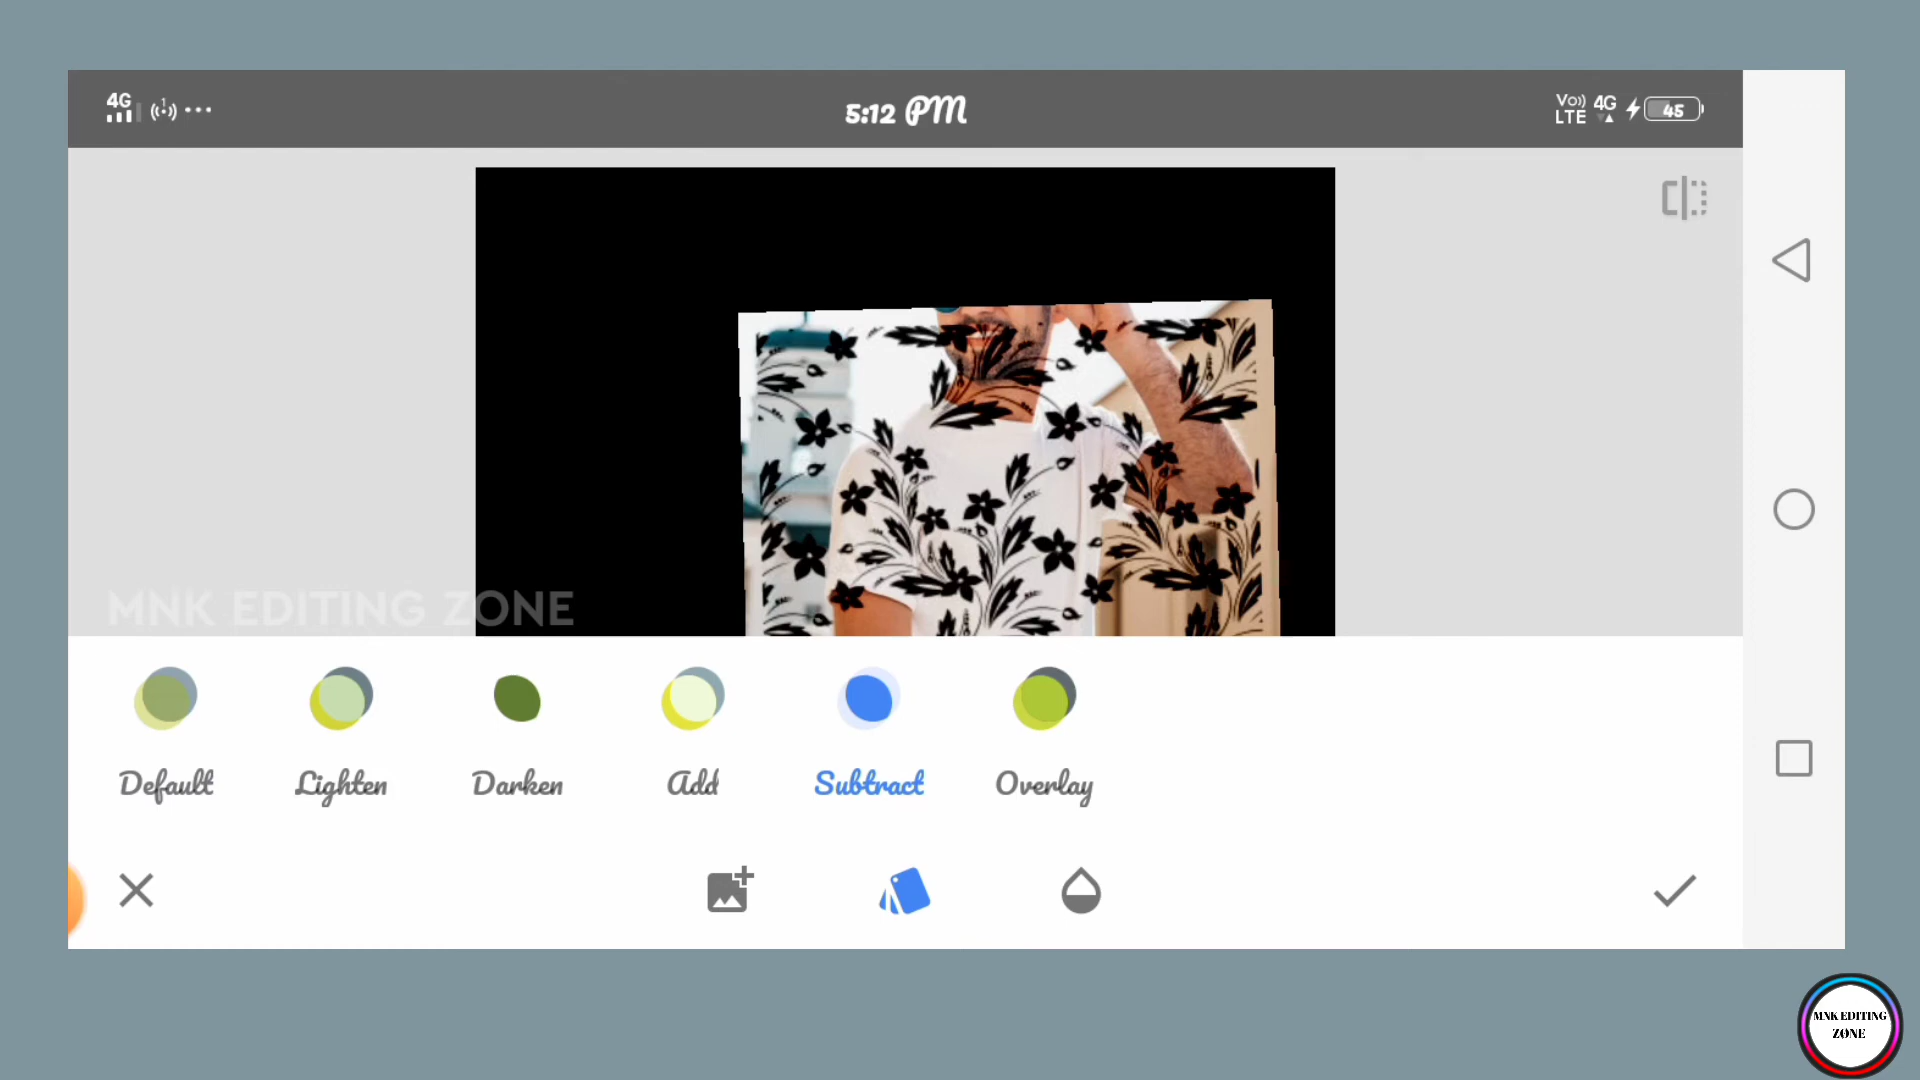 4G
5:12 PM
VO)) 4G
LTE
45
MNK EDITING ZONE
Default
Lighten
Darken
Add
Subtract
Overlay
MNK EDITING
ZONE